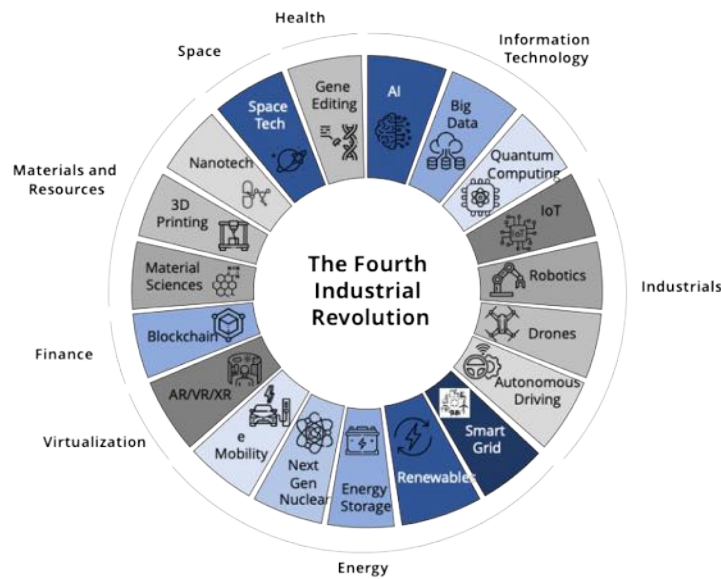 Health
Space
Information
Technology
Materials and
Resources
Industrials
Finance
Virtualization
Energy
The Fourth
Industrial
Revolution
Gene
Editing
AI
Big
Data
Quantum
Computing
IoT
IoT
Robotics
Drones
Autonomous
Driving
Smart
Grid
Renewables
Energy
Storage
Next
Gen
Nuclear
e
Mobility
AR/VR/XR
Blockchain
Material
Sciences
3D
Printing
Nanotech
Space
Tech